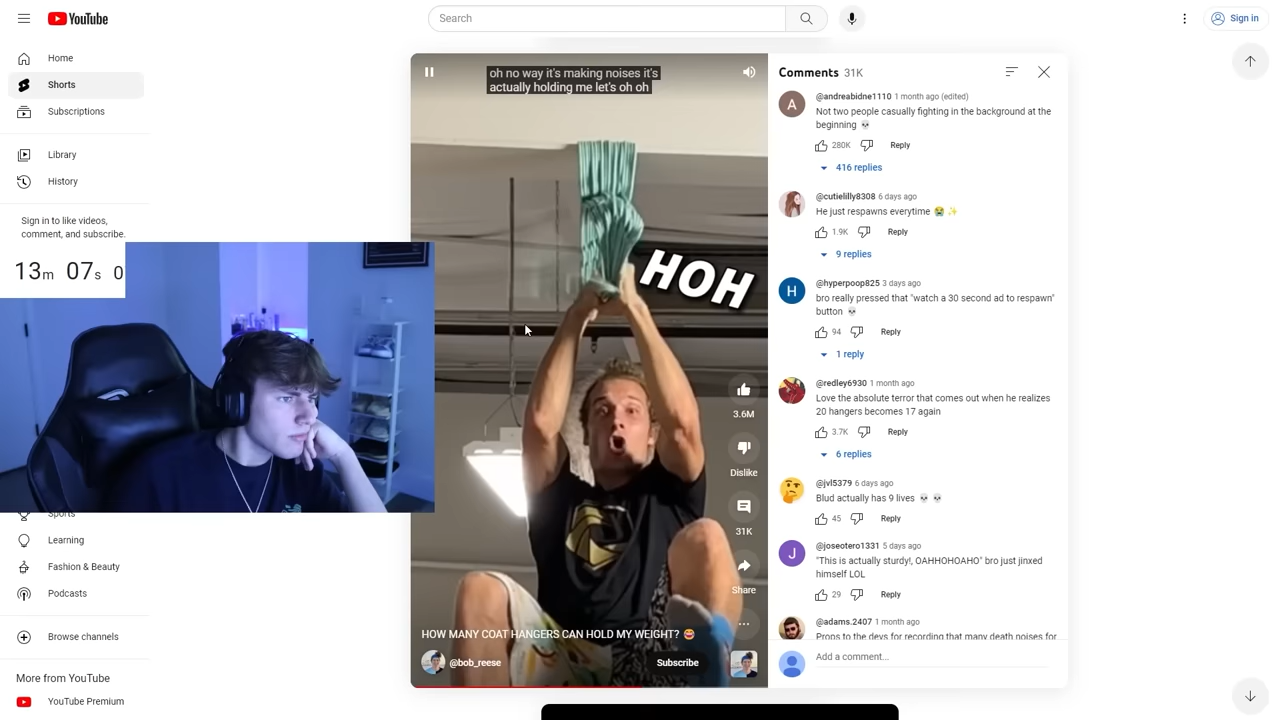 YouTube
Search
Sign in
Home
Shorts
Subscriptions
Library
History
Sign in to like videos,
comment, and subscribe.
13m 07s 0
Sports
Learning
Fashion & Beauty
Podcasts
Browse channels
More from YouTube
YouTube Premium
oh no way it's making noises it's
actually holding me let's oh oh
HOH
3.6M
Dislike
31K
Share
HOW MANY COAT HANGERS CAN HOLD MY WEIGHT? 🤩
@bob_reese
Subscribe
Comments 31K
A
@andreabidne1110 1 month ago (edited)
Not two people casually fighting in the background at the
beginning 💀
280K Reply
416 replies
@cutielilly8308 6 days ago
He just respawns everytime 😭 ✨
1.9K Reply
9 replies
H
@hyperpoop825 3 days ago
bro really pressed that "watch a 30 second ad to respawn"
button 💀
94 Reply
1 reply
@redley6930 1 month ago
Love the absolute terror that comes out when he realizes
20 hangers becomes 17 again
3.7K Reply
6 replies
@jvl5379 6 days ago
Blud actually has 9 lives 💀 💀
45 Reply
J
@joseotero1331 5 days ago
"This is actually sturdy!, OAHHOHOAHO" bro just jinxed
himself LOL
29 Reply
@adams.2407 1 month ago
Props to the devs for recording that many death noises for
Add a comment...